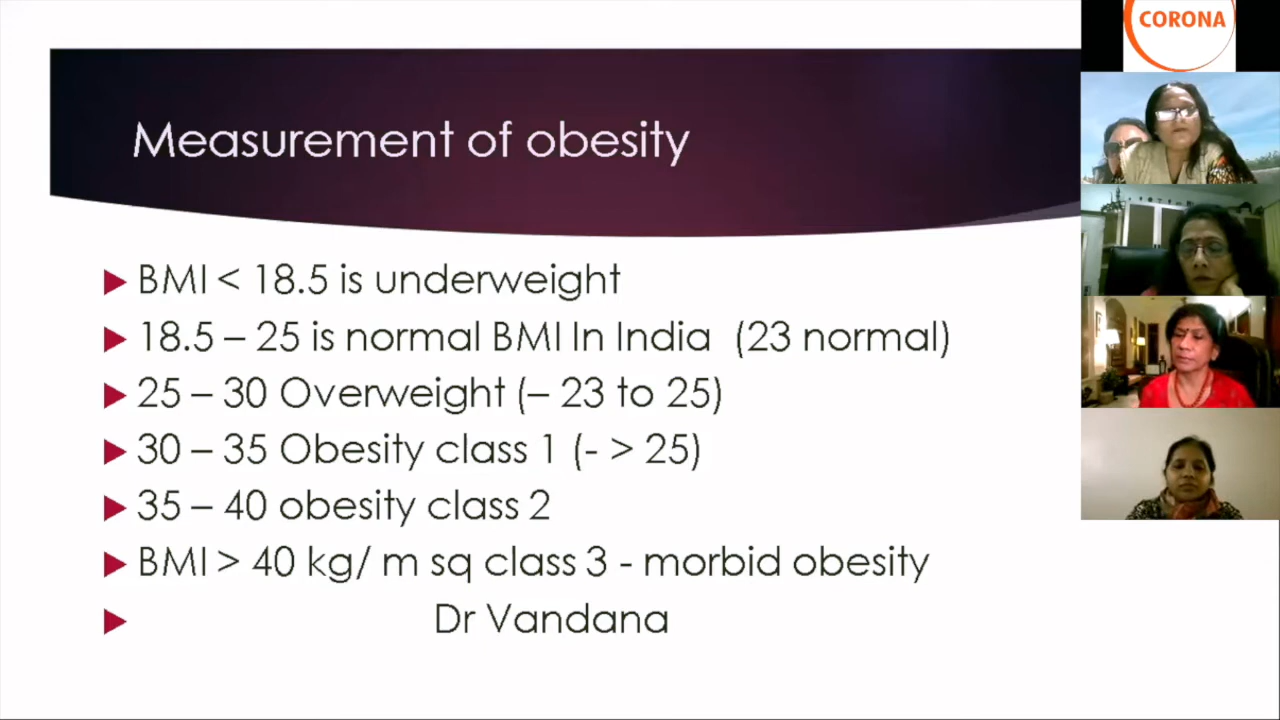 CORONA
Measurement of obesity
BMI < 18.5 is underweight
18.5 – 25 is normal BMI In India (23 normal)
25 – 30 Overweight (– 23 to 25)
30 – 35 Obesity class 1 (- > 25)
35 – 40 obesity class 2
BMI > 40 kg/ m sq class 3 - morbid obesity
Dr Vandana